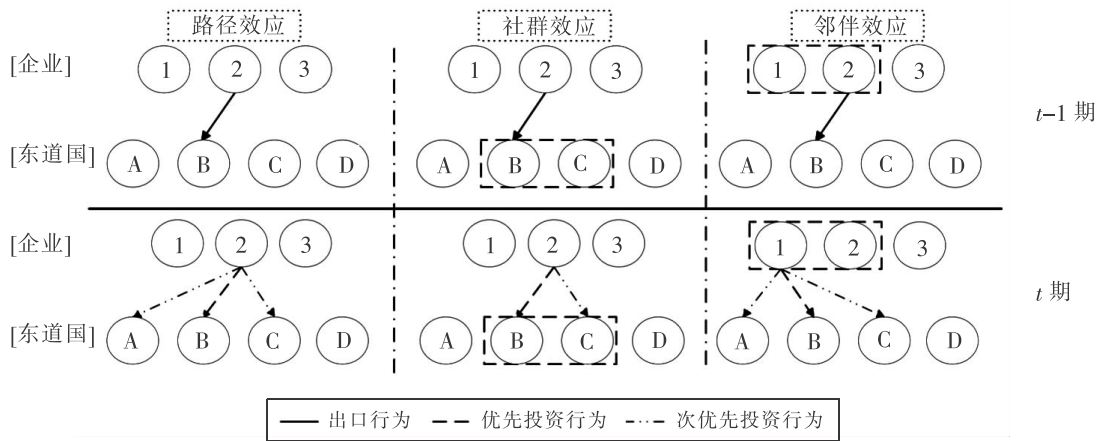 路径效应 社群效应 邻伴效应
[企业] 1 2 3 1 2 3 1 2 3
t-1 期
[东道国] A B C D A B C D A B C D
[企业] 1 2 3 1 2 3 1 2 3
t 期
[东道国] A B C D A B C D A B C D
出口行为 优先投资行为 次优先投资行为